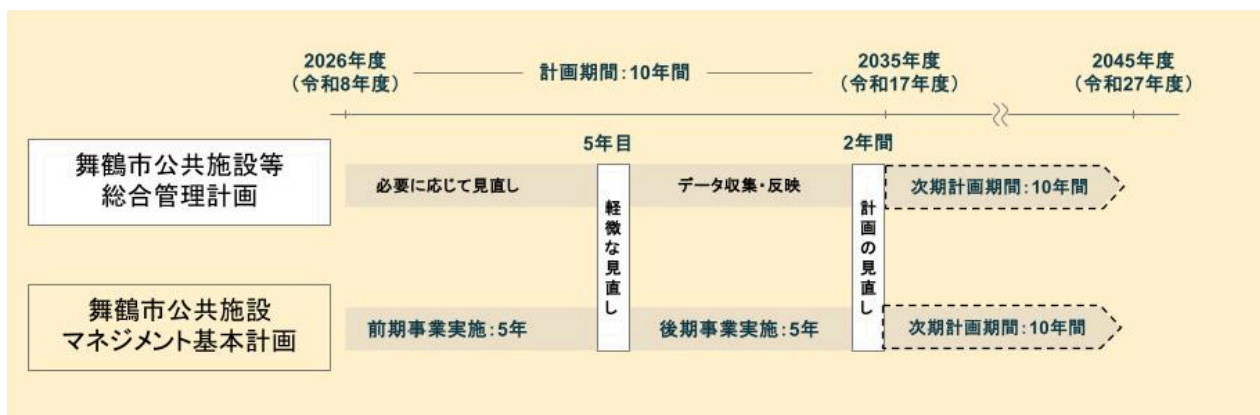 2026年度
（令和8年度）
計画期間：10年間
2035年度
（令和17年度）
2045年度
（令和27年度）
5年目
2年間
舞鶴市公共施設等
総合管理計画
必要に応じて見直し
データ収集・反映
次期計画期間：10年間
軽微な見直し
計画の見直し
舞鶴市公共施設
マネジメント基本計画
前期事業実施：5年
後期事業実施：5年
次期計画期間：10年間